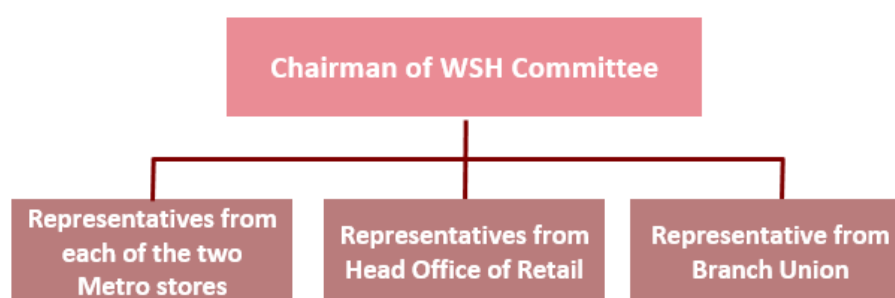 Chairman of WSH Committee
Representatives from
each of the two
Metro stores
Representatives from
Head Office of Retail
Representative from
Branch Union